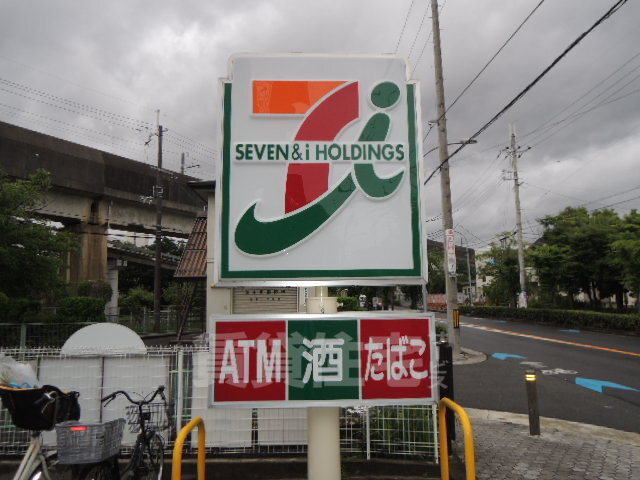 SEVEN & i HOLDINGS
ATM 酒 たばこ